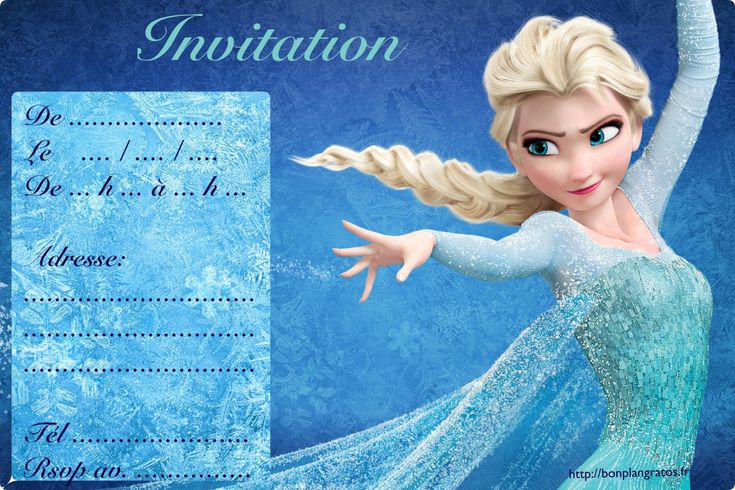 Invitation
De ...................
Le .... / .... / ....
De ... h ... à ... h ...
Adresse:
.............................
.............................
.............................
Tél ......................
Rsvp av. ...............
http://bonplangratos.fr